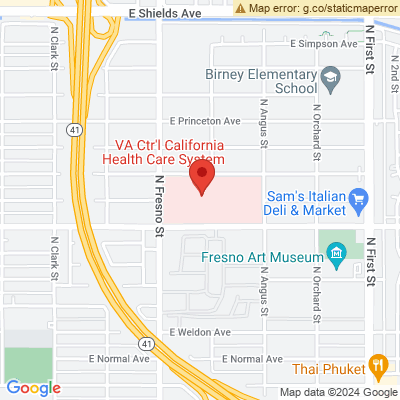 Map error: g.co/staticmaperror
E Shields Ave
E Simpson Ave
N Clark St
N First St
N 2nd St
Birney Elementary
School
N Angus St
N Orchard St
E Princeton Ave
41
VA Ctr'l California
Health Care System
N Fresno St
Sam's Italian
Deli & Market
N Clark St
Fresno Art Museum
N First St
N Angus St
N Orchard St
E Weldon Ave
41
E Normal Ave
E Normal Ave
Thai Phuket
Google
Map data ©2024 Google